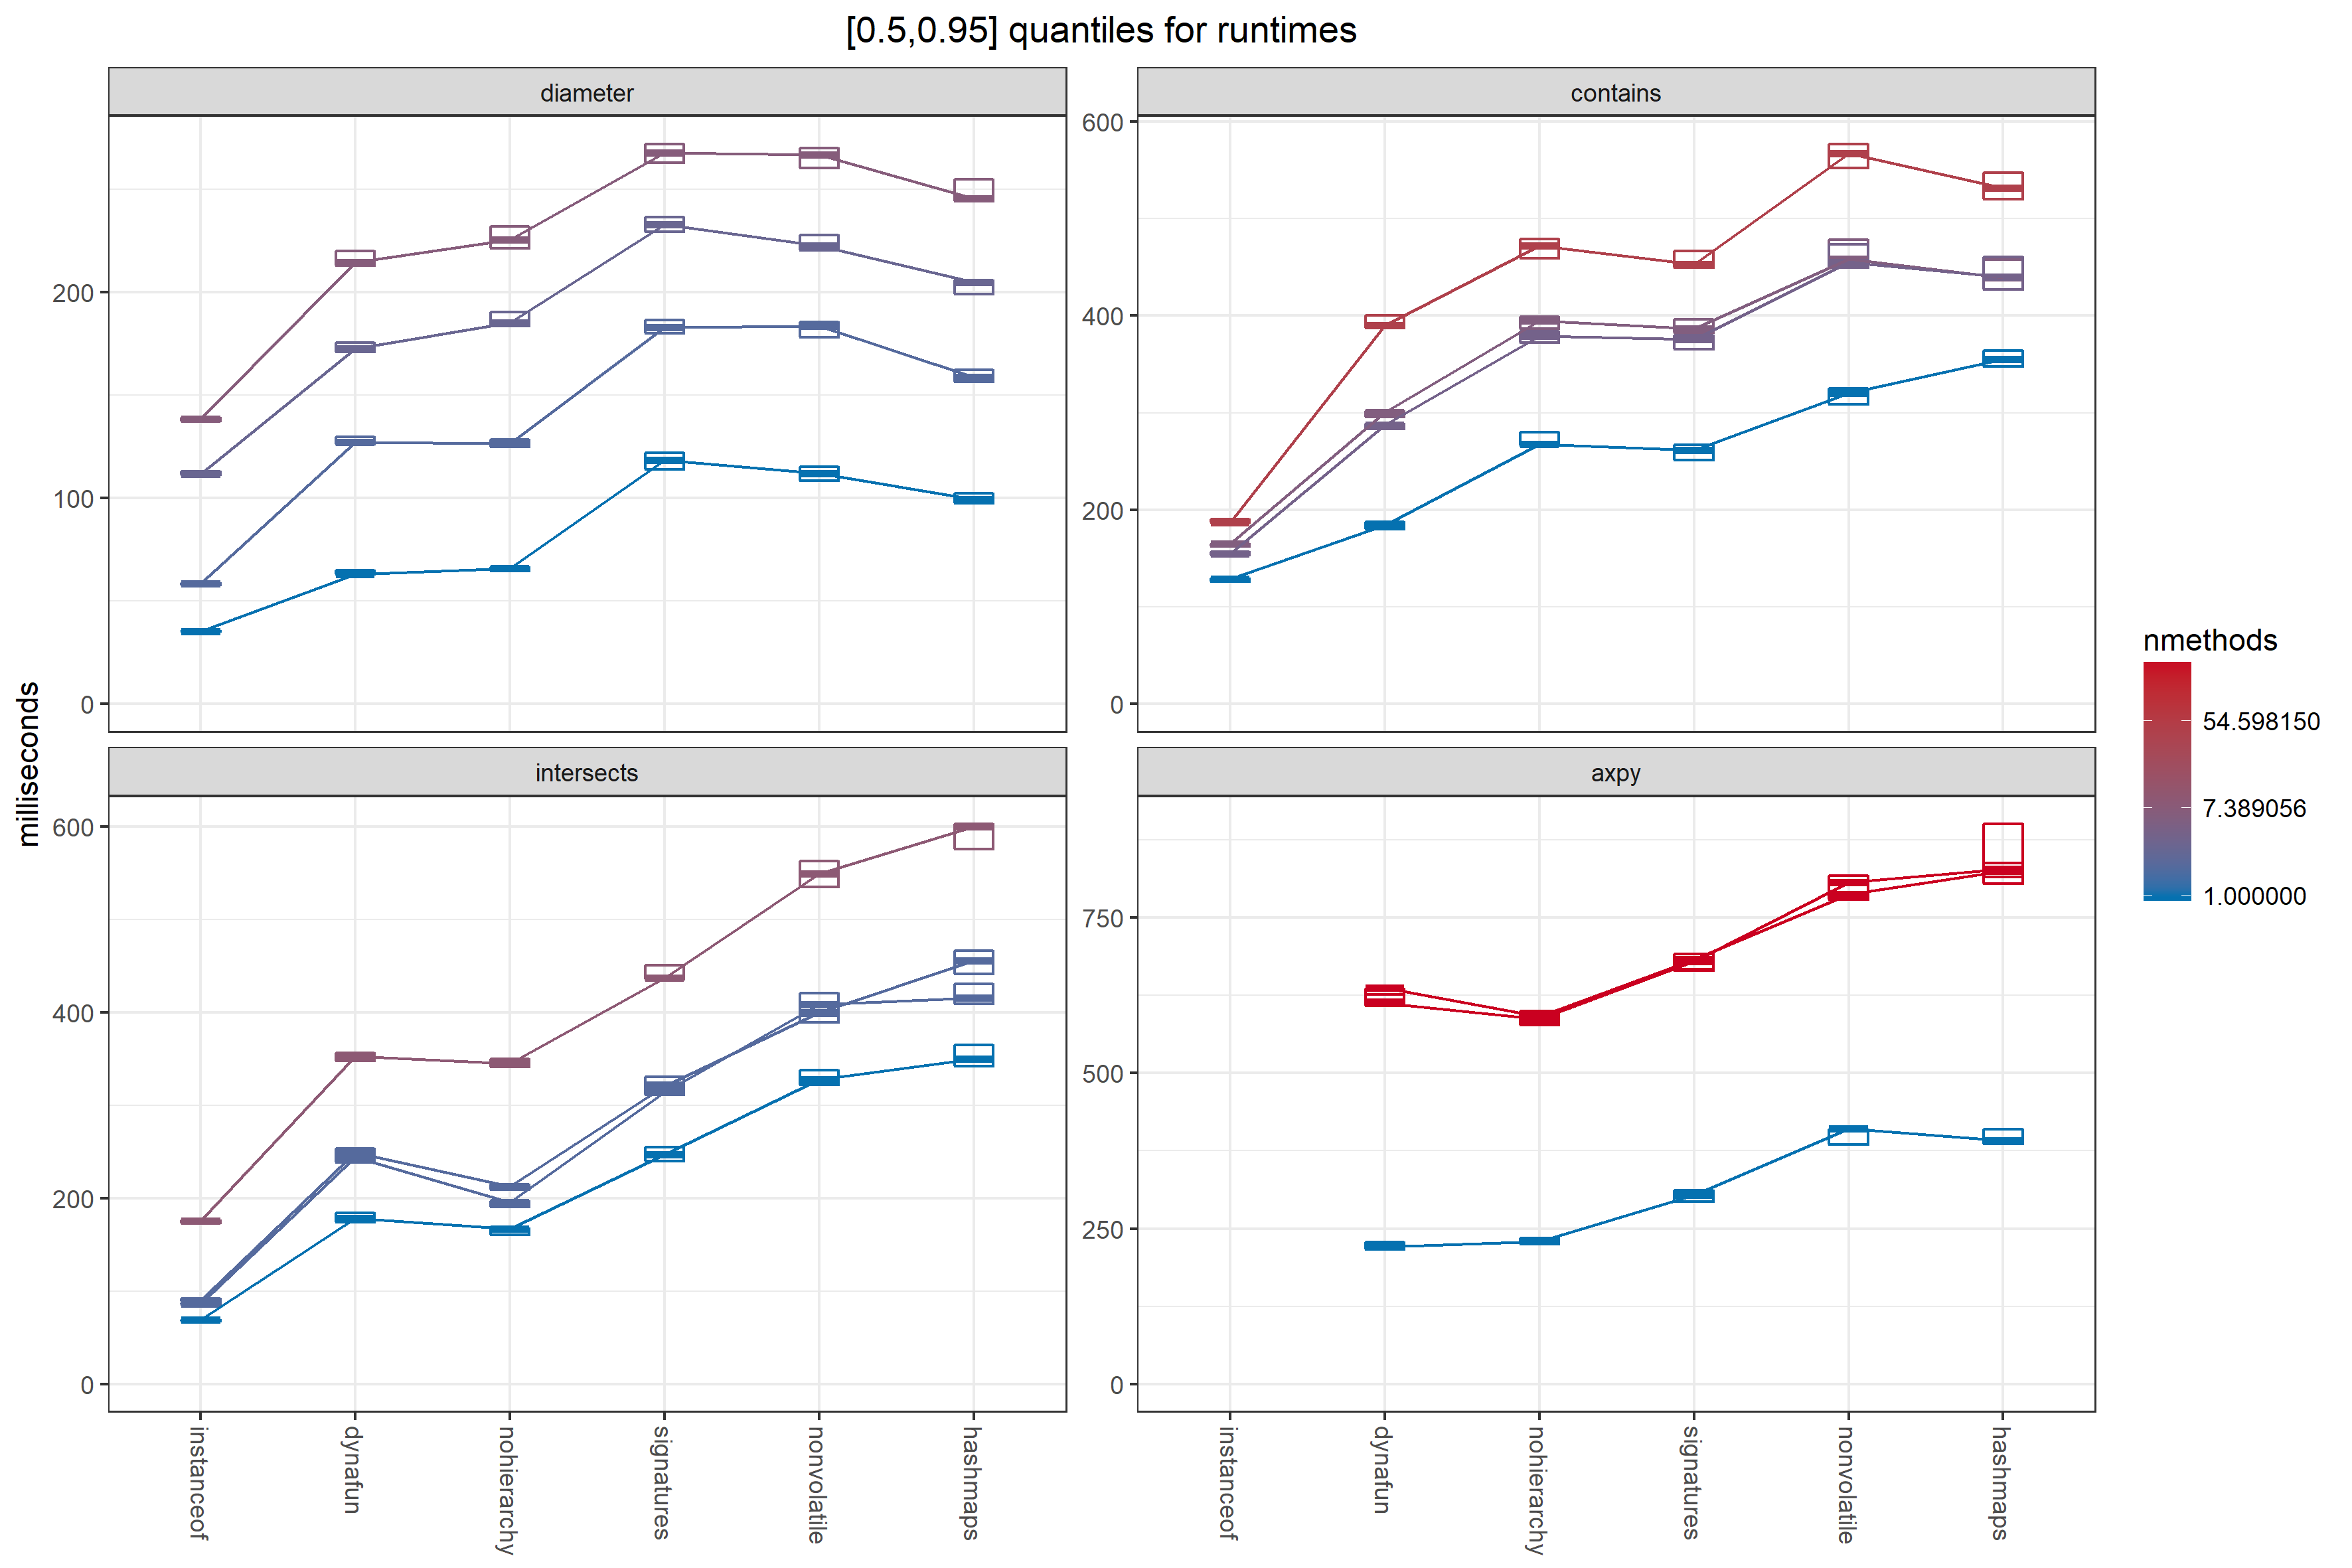 [0.5,0.95] quantiles for runtimes
milliseconds
diameter
200
100
0
contains
600
400
200
0
intersects
600
400
200
0
axpy
750
500
250
0
instanceof
dynafun
nohierarchy
signatures
nonvolatile
hashmaps
instanceof
dynafun
nohierarchy
signatures
nonvolatile
hashmaps
nmethods
54.598150
7.389056
1.000000